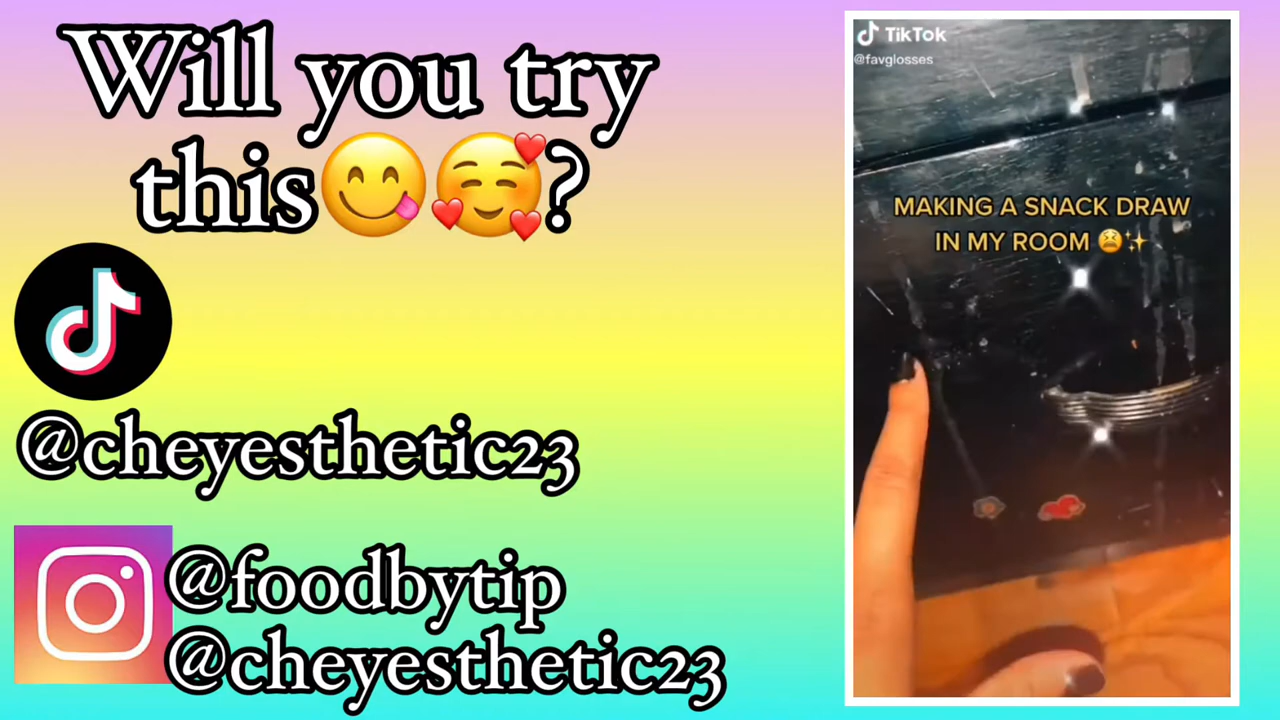 Will you try
this😋🥰?
@cheyesthetic23
@foodbytip
@cheyesthetic23
TikTok
@favglosses
MAKING A SNACK DRAW
IN MY ROOM 😫✨